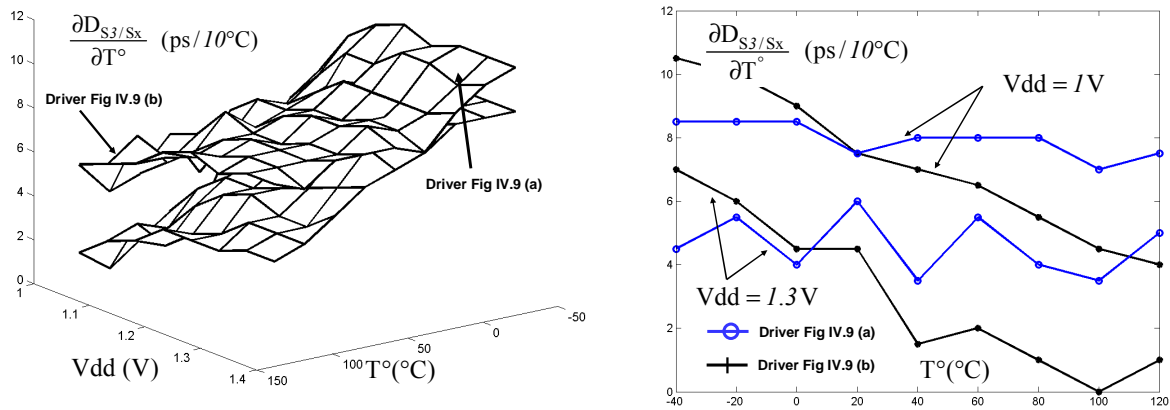 12
10
8
6
4
2
0
∂D_S3/Sx / ∂T° (ps/10°C)
Driver Fig IV.9 (b)
Driver Fig IV.9 (a)
1
1.1
1.2
1.3
1.4
Vdd (V)
150
100
50
0
-50
T°(°C)
12
10
8
6
4
2
0
∂D_S3/Sx / ∂T° (ps/10°C)
Vdd = 1V
Vdd = 1.3V
Driver Fig IV.9 (a)
Driver Fig IV.9 (b)
T°(°C)
-40 -20 0 20 40 60 80 100 120